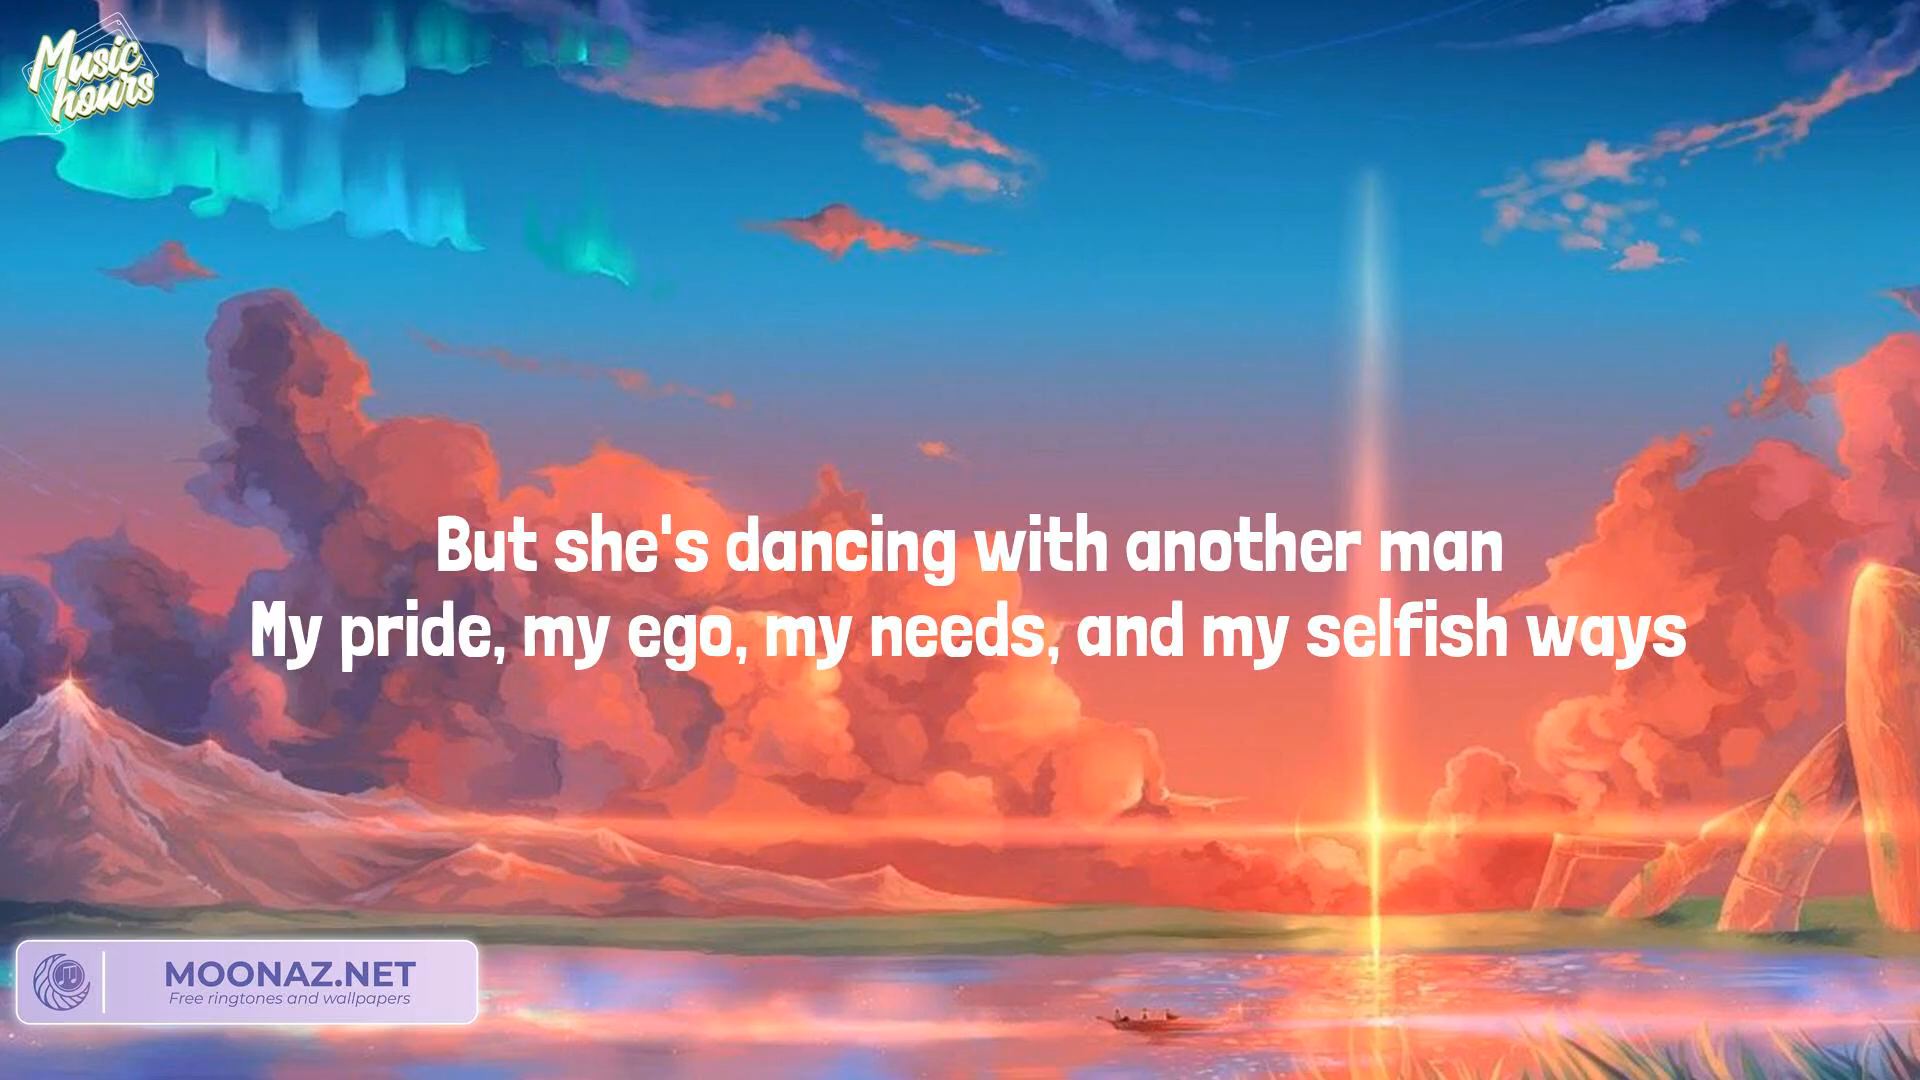 Music
hours
But she's dancing with another man
My pride, my ego, my needs, and my selfish ways
MOONAZ.NET
Free ringtones and wallpapers